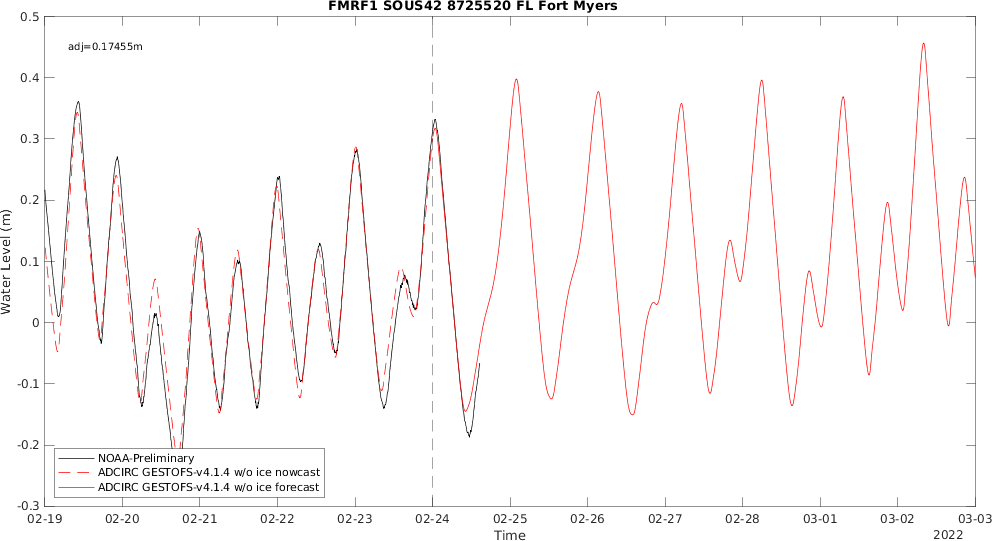 FMRF1 SOUS42 8725520 FL Fort Myers
adj=0.17455m
Water Level (m)
0.5
0.4
0.3
0.2
0.1
0
-0.1
-0.2
-0.3
NOAA-Preliminary
ADCIRC GESTOFS-v4.1.4 w/o ice nowcast
ADCIRC GESTOFS-v4.1.4 w/o ice forecast
02-19 02-20 02-21 02-22 02-23 02-24 02-25 02-26 02-27 02-28 03-01 03-02 03-03
Time
2022